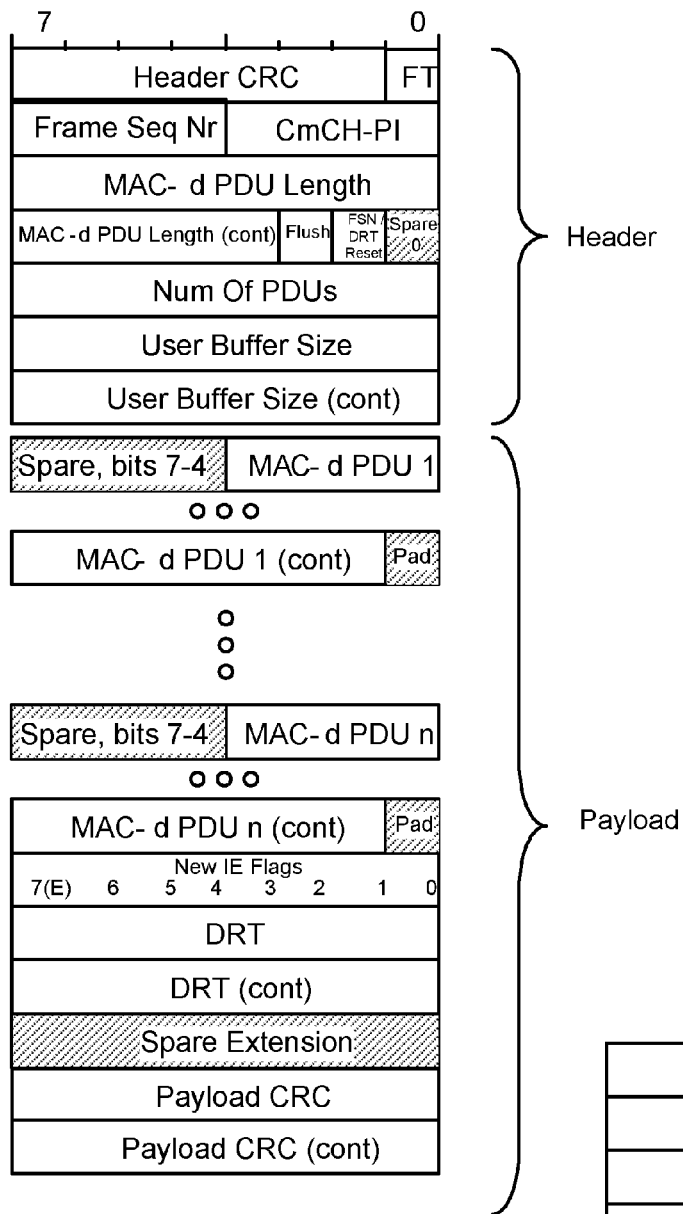 7 0
Header CRC FT
Frame Seq Nr CmCH-PI
MAC- d PDU Length
MAC -d PDU Length (cont) Flush FSN / DRT Reset Spare 0
Num Of PDUs
User Buffer Size
User Buffer Size (cont)
Header
Spare, bits 7-4 MAC- d PDU 1
MAC- d PDU 1 (cont) Pad
Spare, bits 7-4 MAC- d PDU n
MAC- d PDU n (cont) Pad
New IE Flags
7(E) 6 5 4 3 2 1 0
DRT
DRT (cont)
Spare Extension
Payload CRC
Payload CRC (cont)
Payload